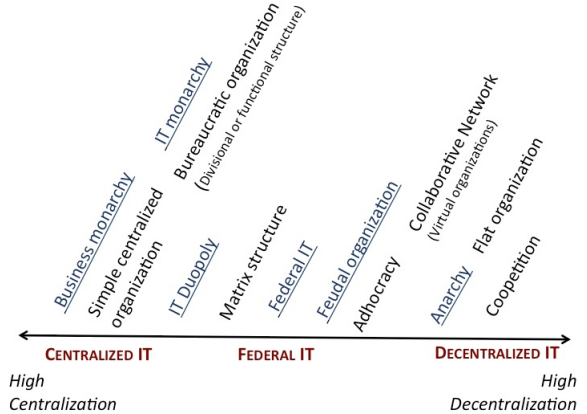 Business monarchy
Simple centralized
organization
IT monarchy
Bureaucratic organization
(Divisional or functional structure)
IT Duopoly
Matrix structure
Federal IT
Feudal organization
Adhocracy
Collaborative Network
(Virtual organizations)
Anarchy
Flat organization
Coopetition
CENTRALIZED IT
FEDERAL IT
DECENTRALIZED IT
High
Centralization
High
Decentralization